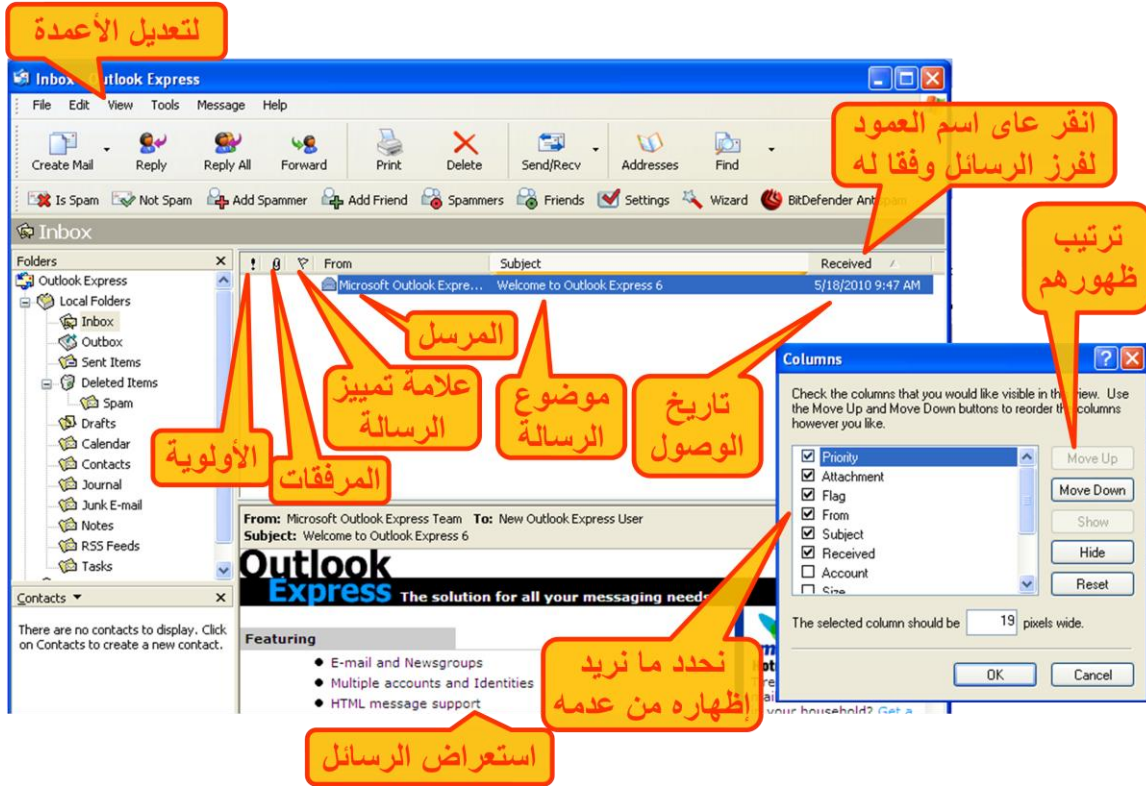 لتعديل الأعمدة
Inbox - Outlook Express
File Edit View Tools Message Help
انقر عاى اسم العمود
لفرز الرسائل وفقا له
Create Mail Reply Reply All Forward Print Delete Send/Recv Addresses Find
Is Spam Not Spam Add Spammer Add Friend Spammers Friends Settings Wizard BitDefender Antispam
ترتيب
ظهورهم
Inbox
Folders
Outlook Express
Local Folders
Inbox
Outbox
Sent Items
Deleted Items
Spam
Drafts
Calendar
Contacts
Journal
Junk E-mail
Notes
RSS Feeds
Tasks
! From Subject Received
Microsoft Outlook Expre... Welcome to Outlook Express 6 5/18/2010 9:47 AM
المرسل
علامة تمييز
الرسالة
موضوع
الرسالة
تاريخ
الوصول
الأولوية
المرفقات
Columns
Check the columns that you would like visible in this view. Use
the Move Up and Move Down buttons to reorder the columns
however you like.
Priority
Attachment
Flag
From
Subject
Received
Account
Size
Move Up
Move Down
Show
Hide
Reset
The selected column should be 19 pixels wide.
OK Cancel
From: Microsoft Outlook Express Team To: New Outlook Express User
Subject: Welcome to Outlook Express 6
Outlook
Express The solution for all your messaging needs
Featuring
E-mail and Newsgroups
Multiple accounts and Identities
HTML message support
your household? Get a
Contacts
There are no contacts to display. Click
on Contacts to create a new contact.
نحدد ما نريد
إظهاره من عدمه
استعراض الرسائل